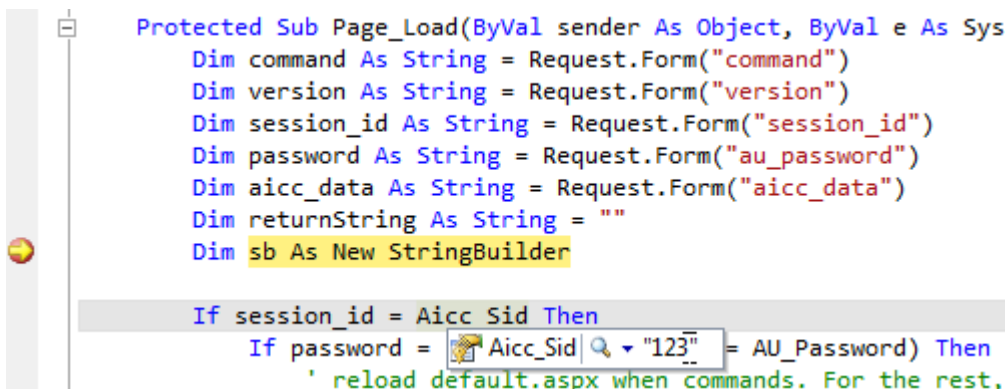 Protected Sub Page_Load(ByVal sender As Object, ByVal e As Sys
Dim command As String = Request.Form("command")
Dim version As String = Request.Form("version")
Dim session_id As String = Request.Form("session_id")
Dim password As String = Request.Form("au_password")
Dim aicc_data As String = Request.Form("aicc_data")
Dim returnString As String = ""
Dim sb As New StringBuilder
If session_id = Aicc_Sid Then
If password = Aicc_Sid "123" = AU_Password) Then
' reload default.aspx when commands. For the rest,